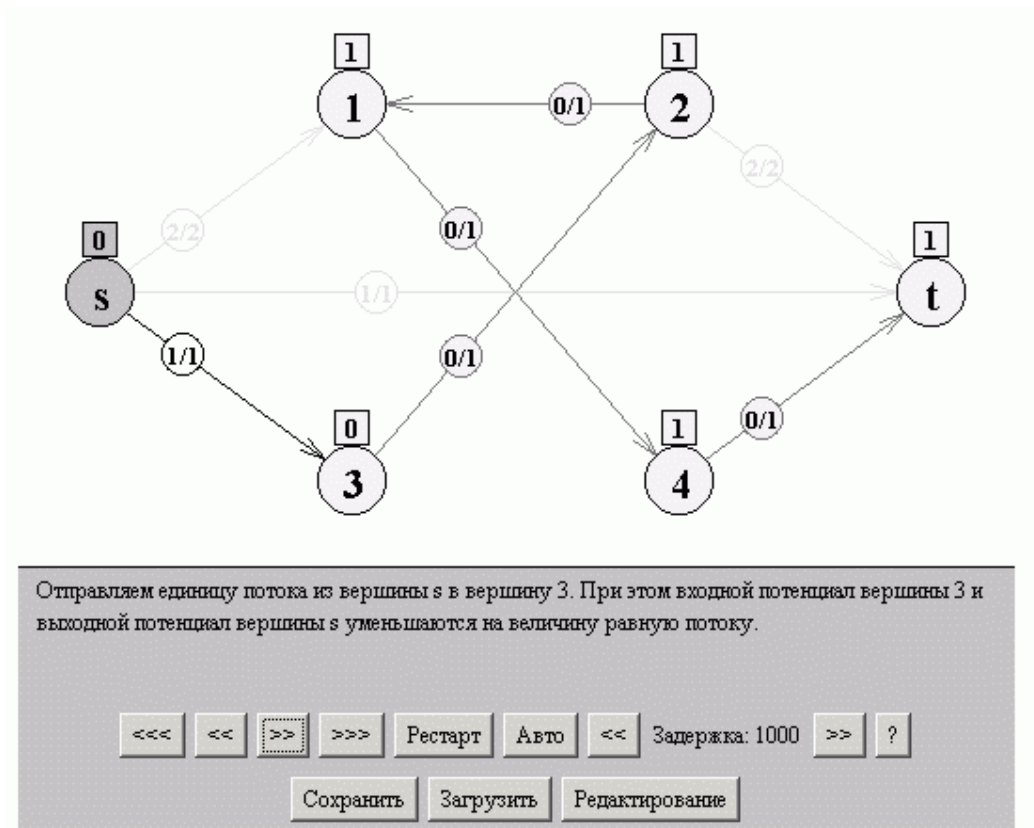 1 1
1 0/1 2
2/2
0/1
2/2
0 1
s 1/1 t
1/1 0/1
0 1 0/1
3 4
Отправляем единицу потока из вершины s в вершину 3. При этом входной потенциал вершины 3 и
выходной потенциал вершины s уменьшаются на величину равную потоку.
<<< << >> >>> Рестарт Авто << Задержка: 1000 >> ?
Сохранить Загрузить Редактирование